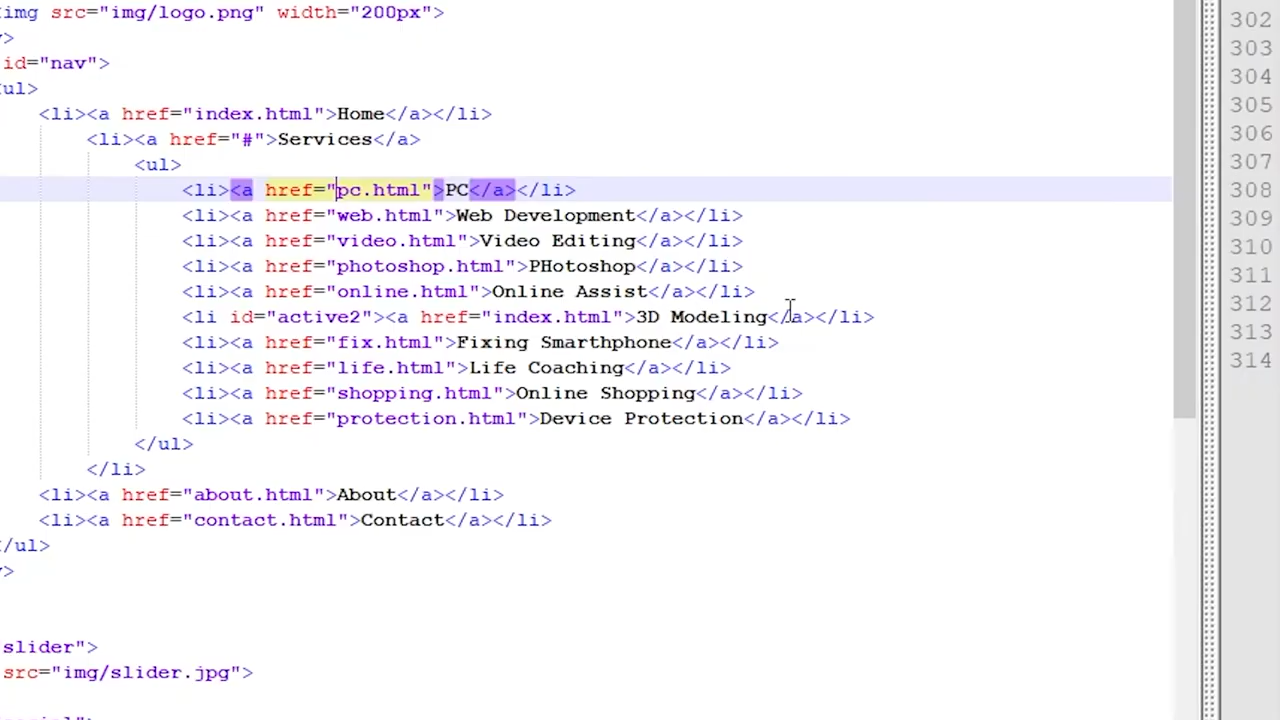 <img src="img/logo.png" width="200px">
>
id="nav">
ul>
<li><a href="index.html">Home</a></li>
<li><a href="#">Services</a>
<ul>
<li><a href="pc.html">PC</a></li>
<li><a href="web.html">Web Development</a></li>
<li><a href="video.html">Video Editing</a></li>
<li><a href="photoshop.html">PHotoshop</a></li>
<li><a href="online.html">Online Assist</a></li>
<li id="active2"><a href="index.html">3D Modeling</a></li>
<li><a href="fix.html">Fixing Smarthphone</a></li>
<li><a href="life.html">Life Coaching</a></li>
<li><a href="shopping.html">Online Shopping</a></li>
<li><a href="protection.html">Device Protection</a></li>
</ul>
</li>
<li><a href="about.html">About</a></li>
<li><a href="contact.html">Contact</a></li>
/ul>
>
slider">
src="img/slider.jpg">
302
303
304
305
306
307
308
309
310
311
312
313
314